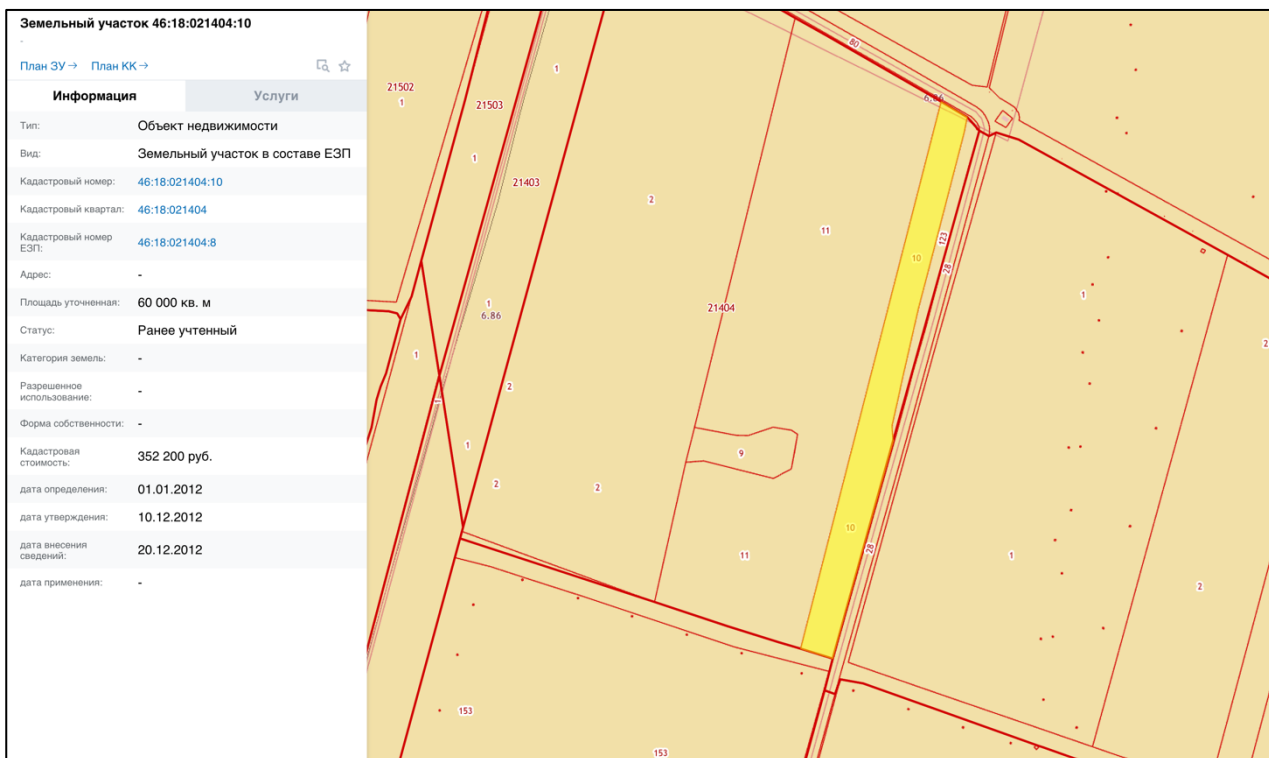 Земельный участок 46:18:021404:10
-
План ЗУ → План КК →
Информация Услуги
Тип: Объект недвижимости
Вид: Земельный участок в составе ЕЗП
Кадастровый номер: 46:18:021404:10
Кадастровый квартал: 46:18:021404
Кадастровый номер
ЕЗП: 46:18:021404:8
Адрес: -
Площадь уточненная: 60 000 кв. м
Статус: Ранее учтенный
Категория земель: -
Разрешенное
использование: -
Форма собственности: -
Кадастровая
стоимость: 352 200 руб.
дата определения: 01.01.2012
дата утверждения: 10.12.2012
дата внесения
сведений: 20.12.2012
дата применения: -
80
1
21502
1
21503
6.86
1
21403
2
11
123
10
28
1
1
6.86
21404
1
2
2
1
1
9
2
2
10
28
11
1
2
153
153